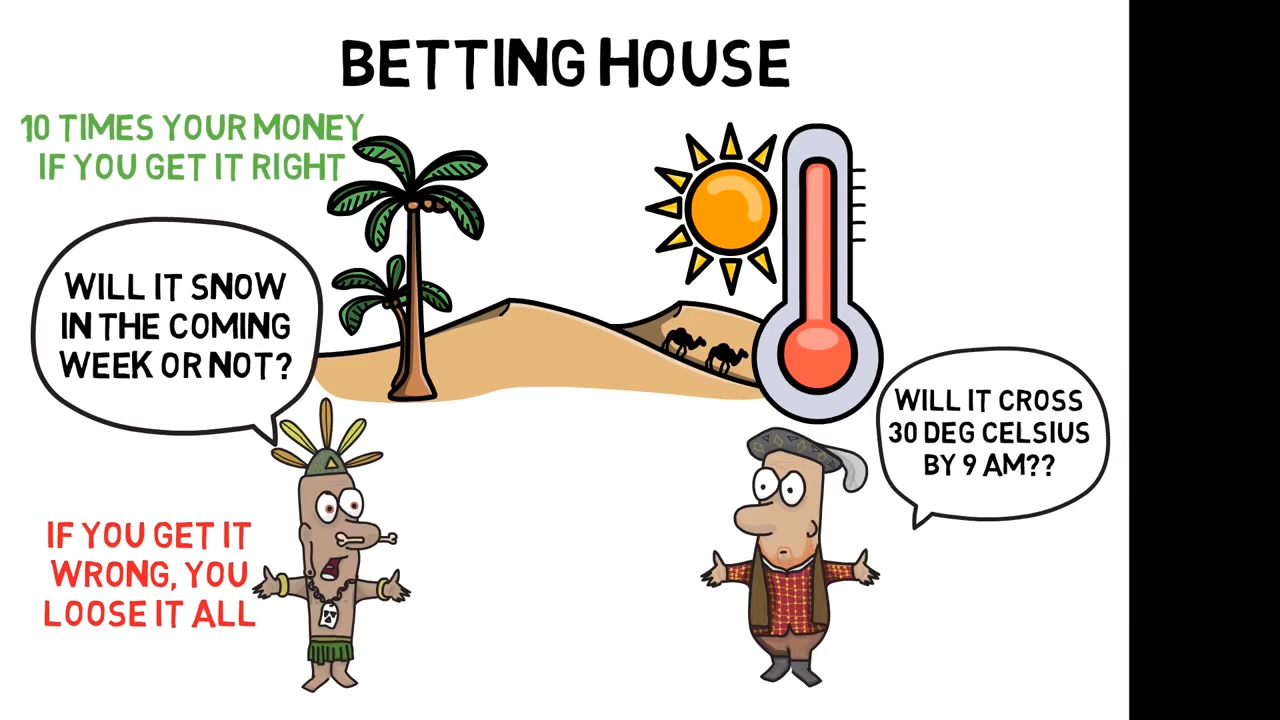 BETTING HOUSE
10 TIMES YOUR MONEY
IF YOU GET IT RIGHT
WILL IT SNOW
IN THE COMING
WEEK OR NOT?
WILL IT CROSS
30 DEG CELSIUS
BY 9 AM??
IF YOU GET IT
WRONG, YOU
LOOSE IT ALL